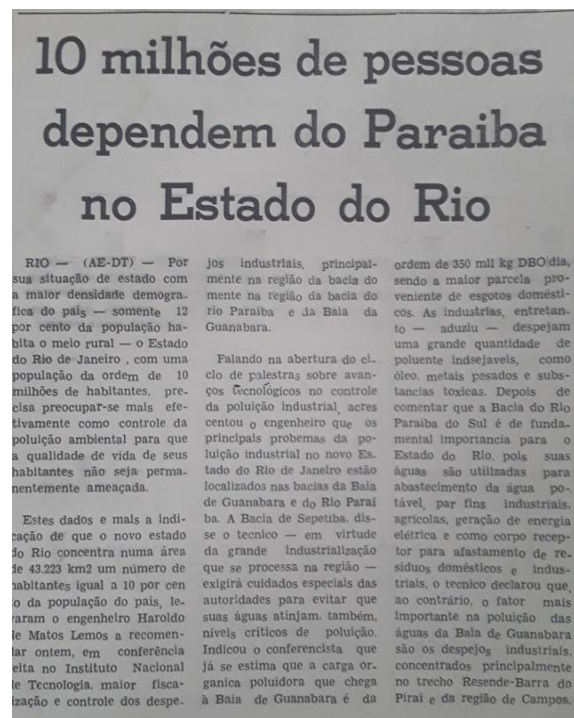 10 milhões de pessoas
dependem do Paraiba
no Estado do Rio
RIO — (AE-DT) — Por
sua situação de estado com
a maior densidade demogra-
fica do país — somente 12
por cento da população ha-
bita o meio rural — o Estado
do Rio de Janeiro , com uma
população da ordem de 10
milhões de habitantes, pre-
cisa preocupar-se mais efe-
tivamente como controle da
poluição ambiental para que
a qualidade de vida de seus
habitantes não seja perma-
nentemente ameaçada.
Estes dados e mais a indi-
cação de que o novo estado
do Rio concentra numa área
de 43.223 km2 um número de
habitantes igual a 10 por cen
to da população do país, le-
varam o engenheiro Haroldo
de Matos Lemos a recomen-
dar ontem, em conferência
feita no Instituto Nacional
de Tecnologia, maior fisca-
lização e controle dos despe-
jos industriais, principal-
mente na região da bacia do
mente na região da bacia do
rio Paraiba e da Baia da
Guanabara.
Falando na abertura do ci-
clo de palestras sobre avan-
ços tecnológicos no controle
da poluição industrial, acres
centou o engenheiro que os
principais probemas da po-
luição industrial no novo Es-
tado do Rio de Janeiro estão
localizados nas bacias da Baia
de Guanabara e do Rio Parai
ba. A Bacia de Sepetiba, dis-
se o tecnico — em virtude
da grande industrialização
que se processa na região —
exigirá cuidados especiais das
autoridades para evitar que
suas águas atinjam, também,
níveis criticos de poluição.
Indicou o conferencista que
já se estima que a carga or-
ganica poluidora que chega
à Baia de Guanabara é da
ordem de 350 mil kg DBO/dia,
sendo a maior parcela pro-
veniente de esgotos domésti-
cos. As industrias, entretan-
to — aduziu — despejam
uma grande quantidade de
poluente indsejaveis, como
óleo, metais pesados e subs-
tancias toxicas. Depois de
comentar que a Bacia do Rio
Paraiba do Sul é de funda-
mental importancia para o
Estado do Rio, pois suas
águas são utilzadas para
abastecimento da água po-
tável, par fins industriais,
agrícolas, geração de energia
elétrica e como corpo recep-
tor para afastamento de re-
síduos domésticos e indus-
triais, o tecnico declarou que,
ao contrário, o fator mais
importante na poluição das
águas da Baia de Guanabara
são os despejos industriais,
concentrados principalmente
no trecho Resende-Barra do
Pirai e da região de Campos.